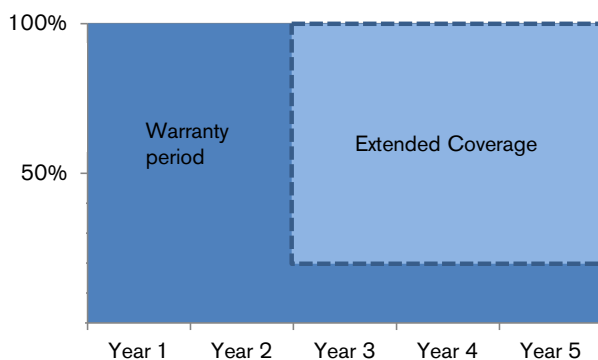 100%
Warranty
period
Extended Coverage
50%
Year 1
Year 2
Year 3
Year 4
Year 5